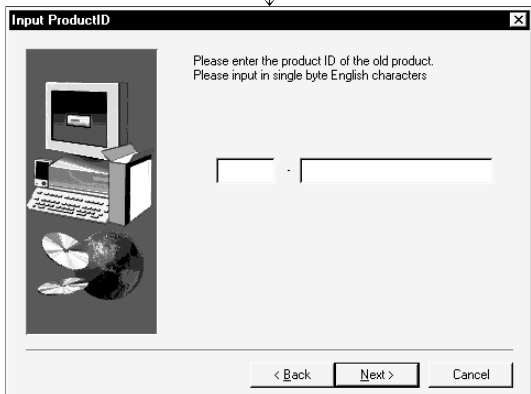 Input ProductID
Please enter the product ID of the old product.
Please input in single byte English characters
-
< Back
Next >
Cancel